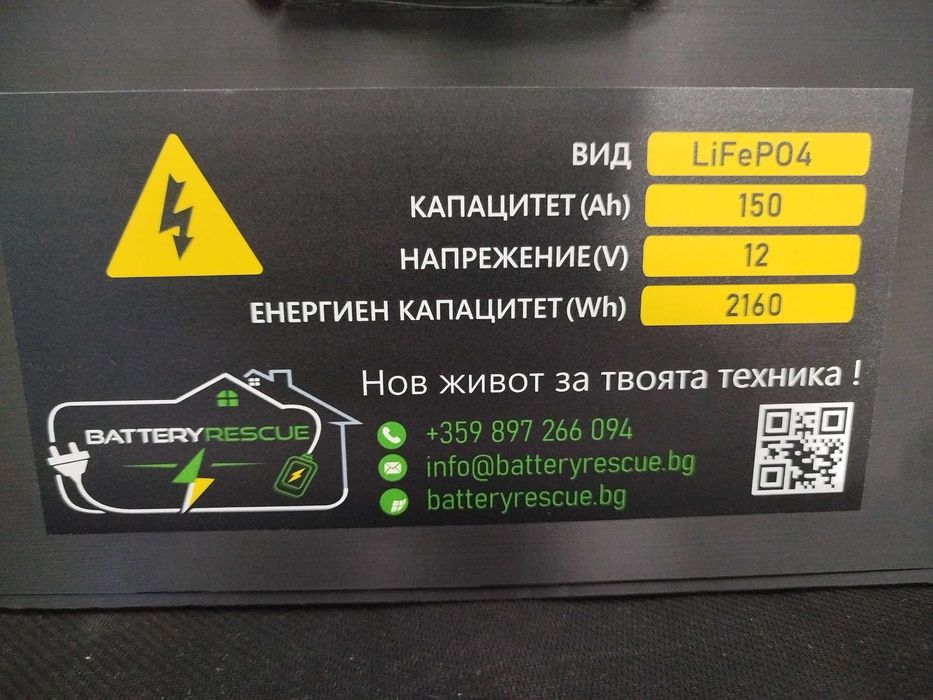 ВИД LiFePO4
КАПАЦИТЕТ (Ah) 150
НАПРЕЖЕНИЕ(V) 12
ЕНЕРГИЕН КАПАЦИТЕТ (Wh) 2160
Нов живот за твоята техника !
BATTERYRESCUE
+359 897 266 094
info@batteryrescue.bg
batteryrescue.bg